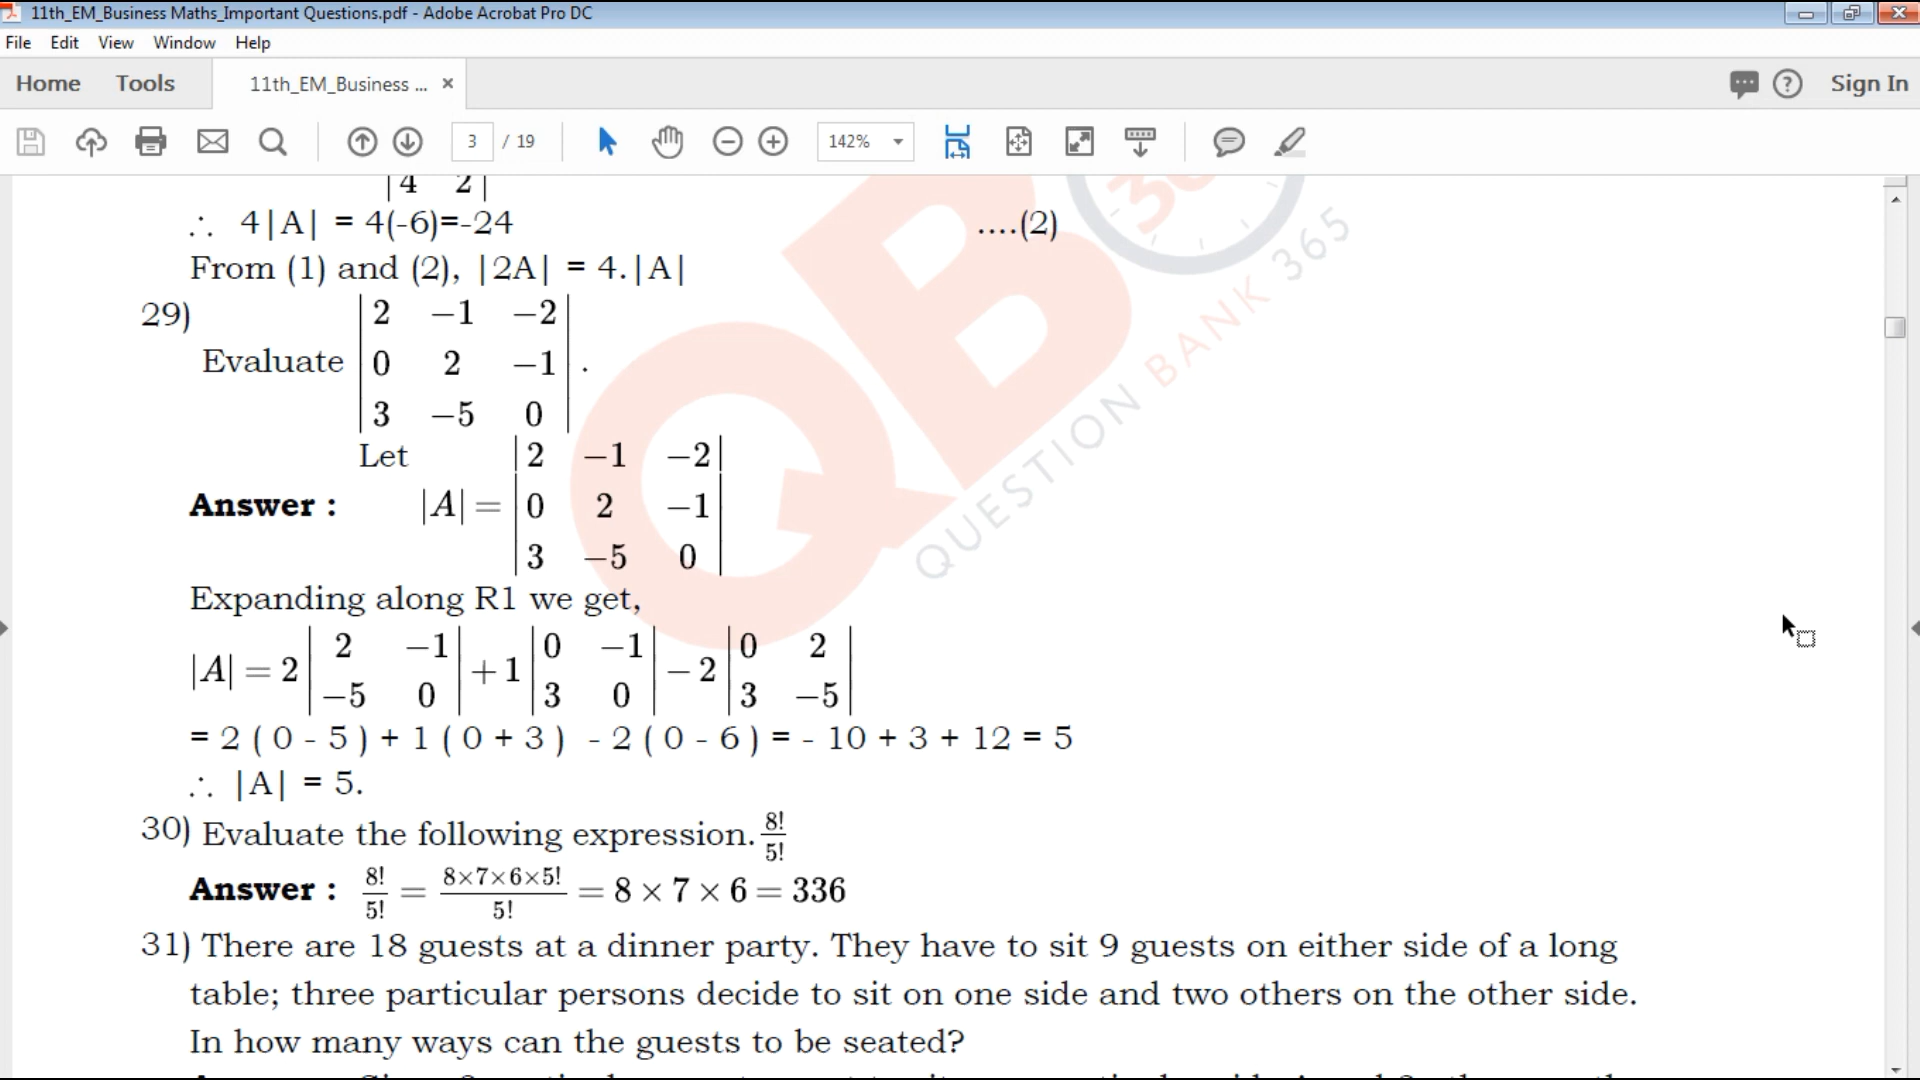 11th_EM_Business Maths_Important Questions.pdf - Adobe Acrobat Pro DC
File Edit View Window Help
Home Tools 11th_EM_Business ... × Sign In
3 / 19 142%
|4 2|
∴ 4|A| = 4(-6)=-24 ....(2)
From (1) and (2), |2A| = 4.|A|
29)
Evaluate
|2 −1 −2|
|0 2 −1| .
|3 −5 0|
Let
Answer : |A| =
|2 −1 −2|
|0 2 −1|
|3 −5 0|
Expanding along R1 we get,
|A| = 2 |2 −1; −5 0| + 1 |0 −1; 3 0| − 2 |0 2; 3 −5|
= 2 ( 0 - 5 ) + 1 ( 0 + 3 ) - 2 ( 0 - 6 ) = - 10 + 3 + 12 = 5
∴ |A| = 5.
30) Evaluate the following expression. 8!/5!
Answer : 8!/5! = 8×7×6×5!/5! = 8 × 7 × 6 = 336
31) There are 18 guests at a dinner party. They have to sit 9 guests on either side of a long
table; three particular persons decide to sit on one side and two others on the other side.
In how many ways can the guests to be seated?
QB
QUESTION BANK 365